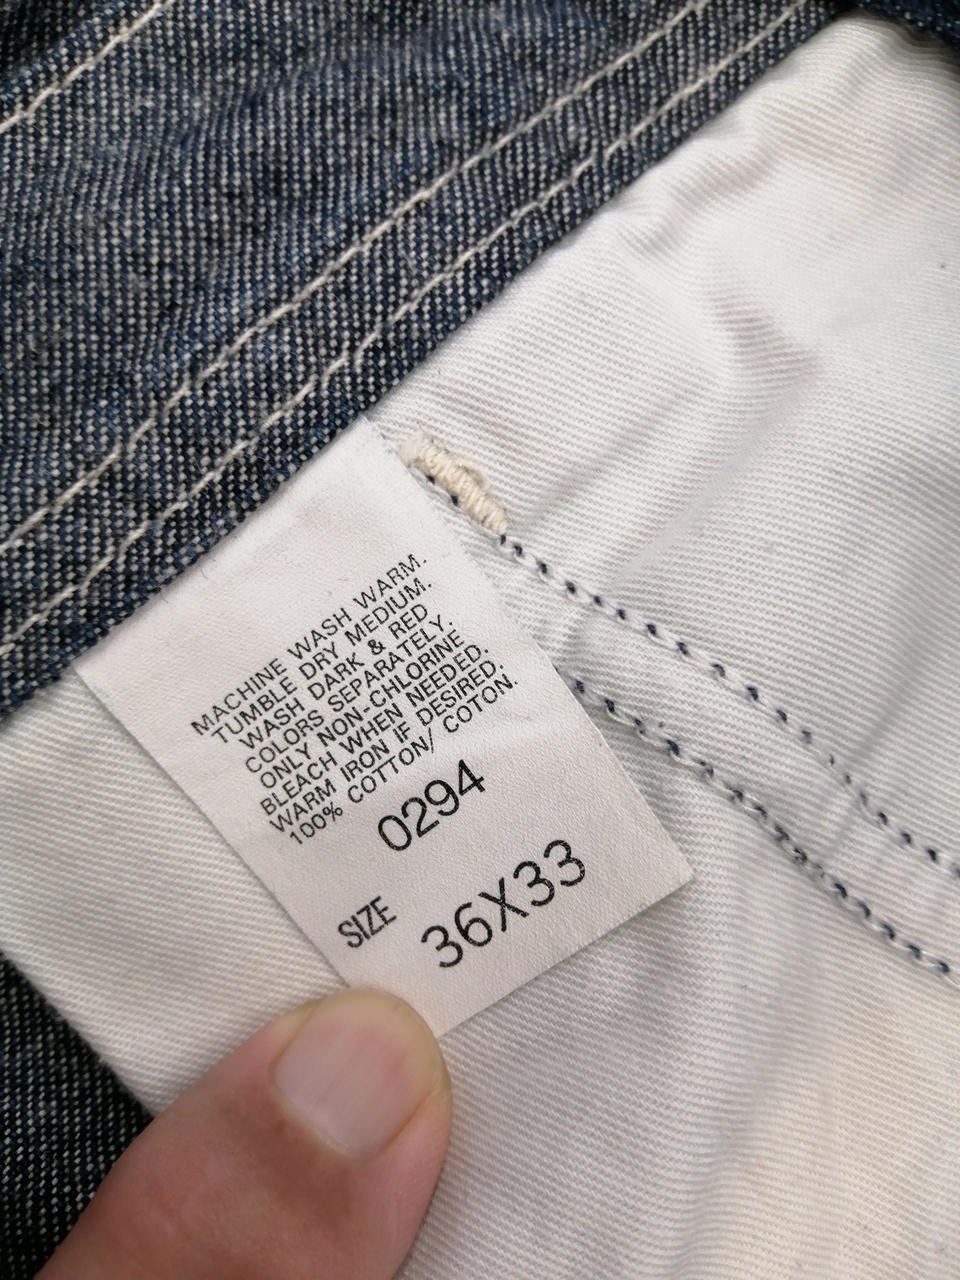 MACHINE WASH WARM.
TUMBLE DRY MEDIUM.
WASH DARK & RED
COLORS SEPARATELY.
ONLY NON-CHLORINE
BLEACH WHEN NEEDED.
WARM IRON IF DESIRED.
100% COTTON/ COTON.
0294
SIZE 36X33